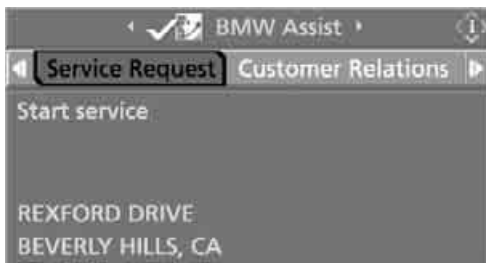 BMW Assist
Service Request Customer Relations
Start service
REXFORD DRIVE
BEVERLY HILLS, CA